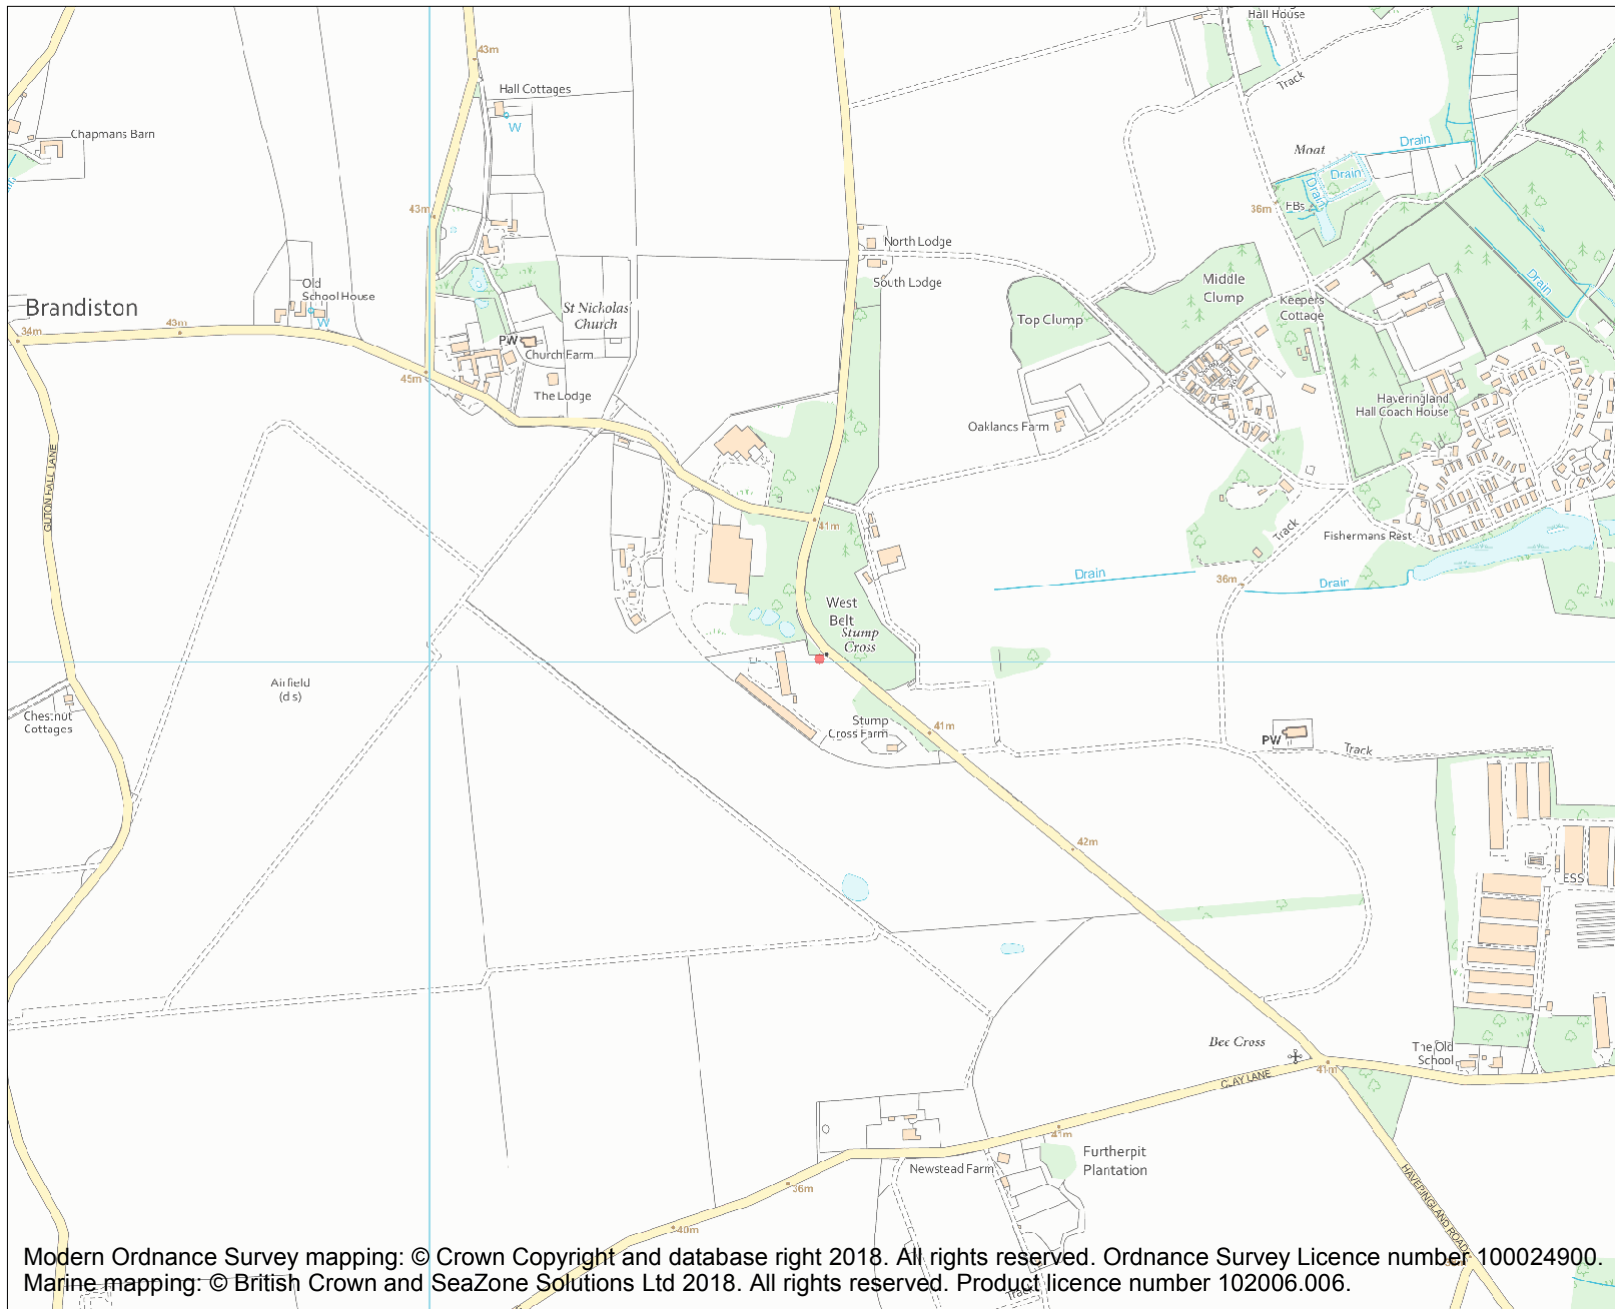 Hall House
43m
Track
Hall Cottages
W
Chapmans Barn
Drain
Moat
Drain
Drain
FBs
36m
43m
North Lodge
South Lodge
Middle
Clump
Drain
Keepers
Cottage
Old
School House
W
Brandiston
St Nicholas
Church
Top Clump
34m
43m
PW
Church Farm
45m
The Lodge
Haveringland
Hall Coach House
Oaklands Farm
GUTON HALL LANE
41m
Track
Fishermans Rest
Drain
36m
Drain
West
Belt
Stump
Cross
Airfield
(dis)
Chestnut
Cottages
Stump
Cross Farm
41m
PW
Track
42m
ESS
Bee Cross
The Old
School
41m
CLAY LANE
41m
Furtherpit
Plantation
Newstead Farm
36m
HAVERINGLAND ROAD
40m
Modern Ordnance Survey mapping: © Crown Copyright and database right 2018. All rights reserved. Ordnance Survey Licence number 100024900.
Marine mapping: © British Crown and SeaZone Solutions Ltd 2018. All rights reserved. Product licence number 102006.006.
Track